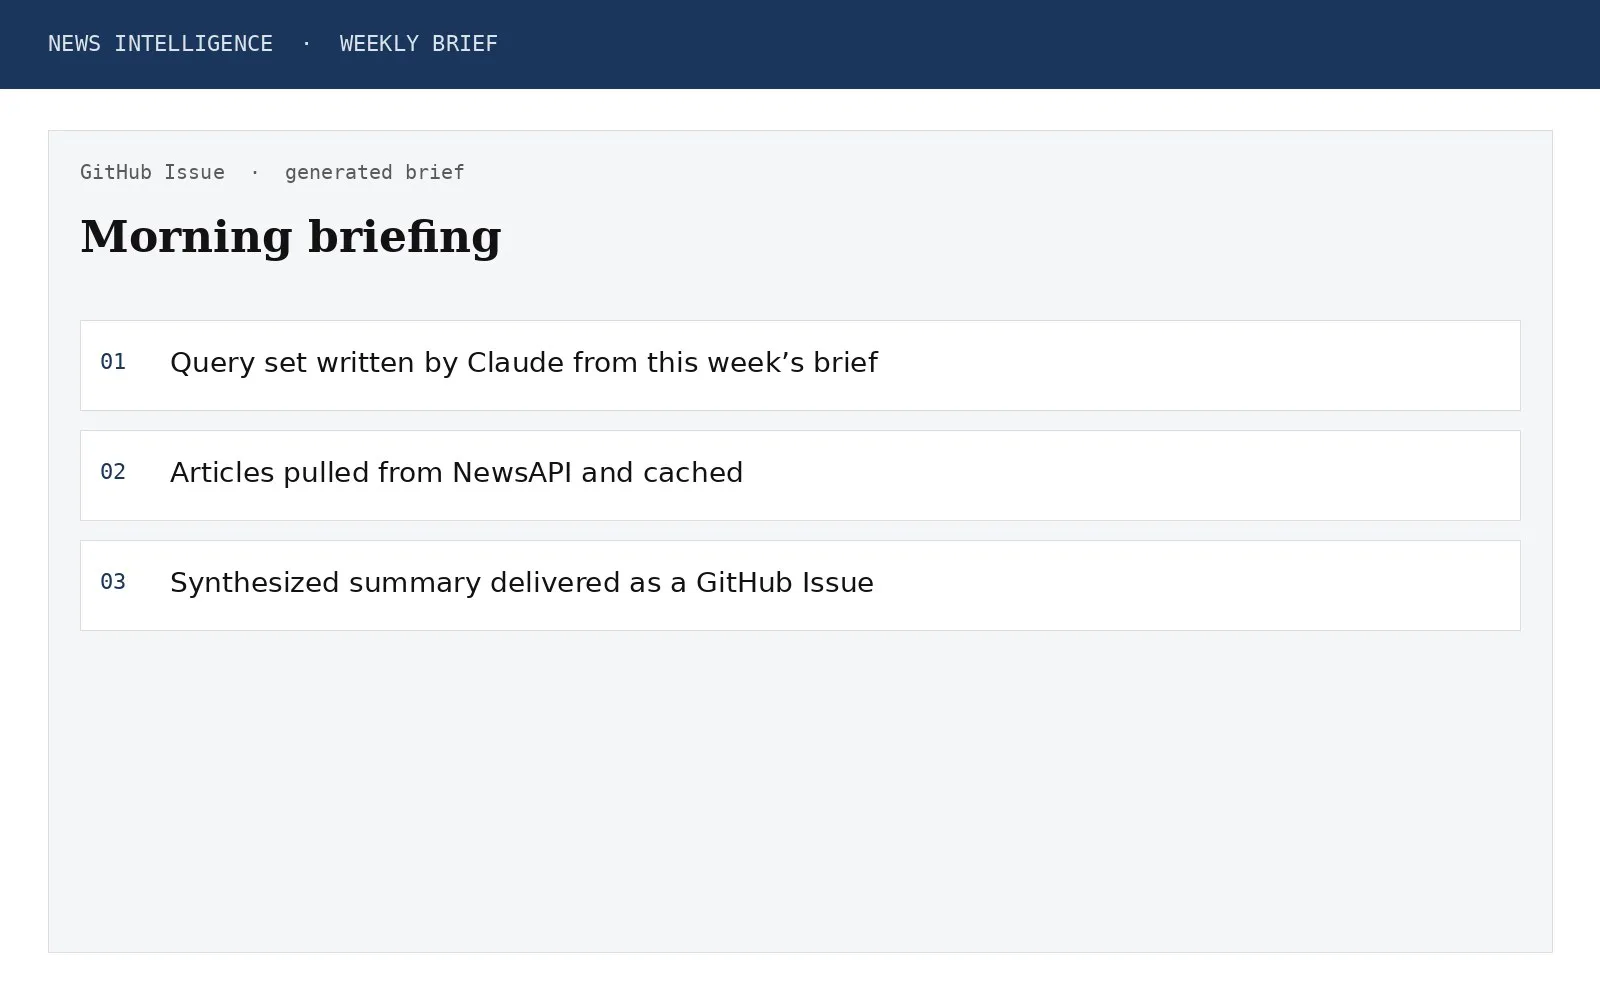 NEWS INTELLIGENCE · WEEKLY BRIEF
GitHub Issue · generated brief
Morning briefing
01 Query set written by Claude from this week’s brief
02 Articles pulled from NewsAPI and cached
03 Synthesized summary delivered as a GitHub Issue